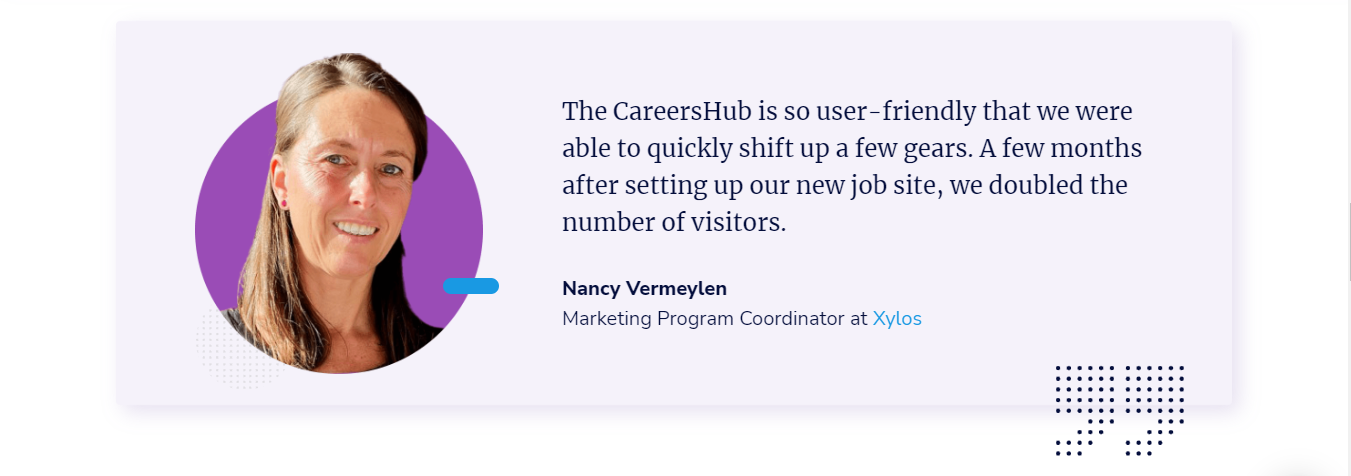 The CareersHub is so user-friendly that we were
able to quickly shift up a few gears. A few months
after setting up our new job site, we doubled the
number of visitors.
Nancy Vermeylen
Marketing Program Coordinator at Xylos